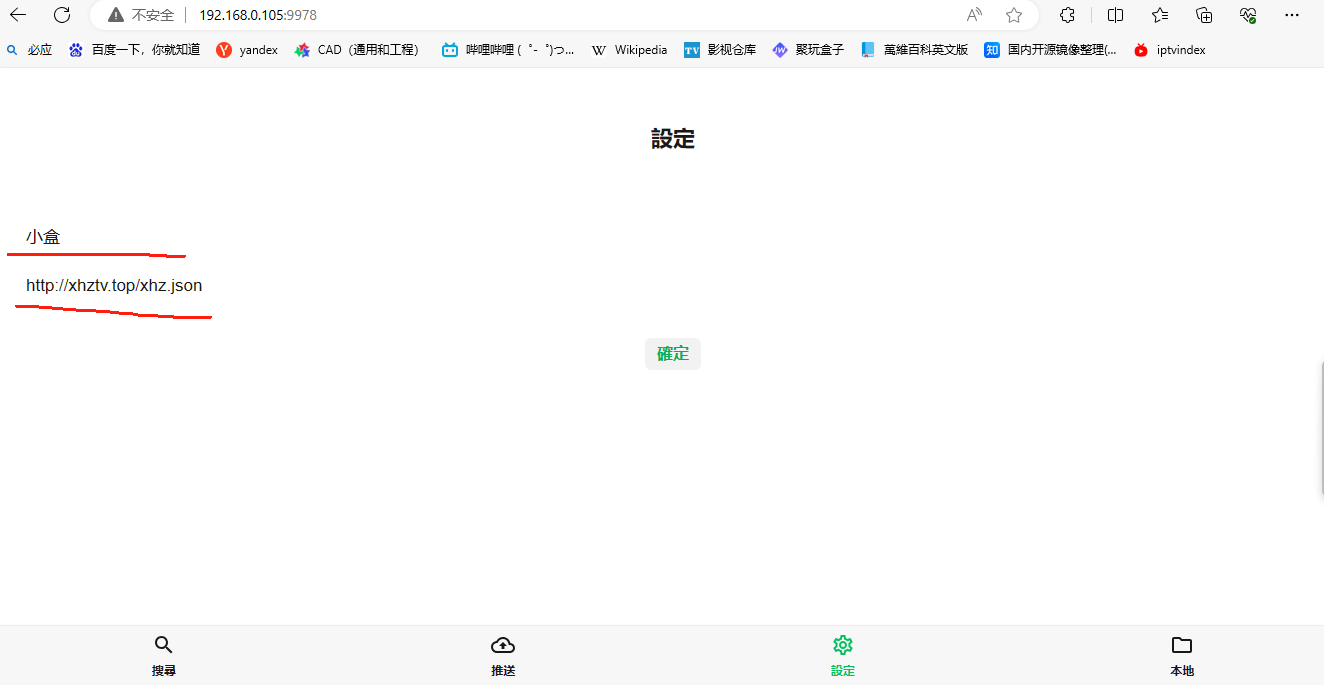 不安全 192.168.0.105:9978
必应 百度一下，你就知道 yandex CAD（通用和工程） 哔哩哔哩 ( ゜- ゜)つ... W Wikipedia TV 影视仓库 聚玩盒子 萬維百科英文版 知 国内开源镜像整理(... iptvindex
設定
小盒
http://xhztv.top/xhz.json
確定
搜尋 推送 設定 本地